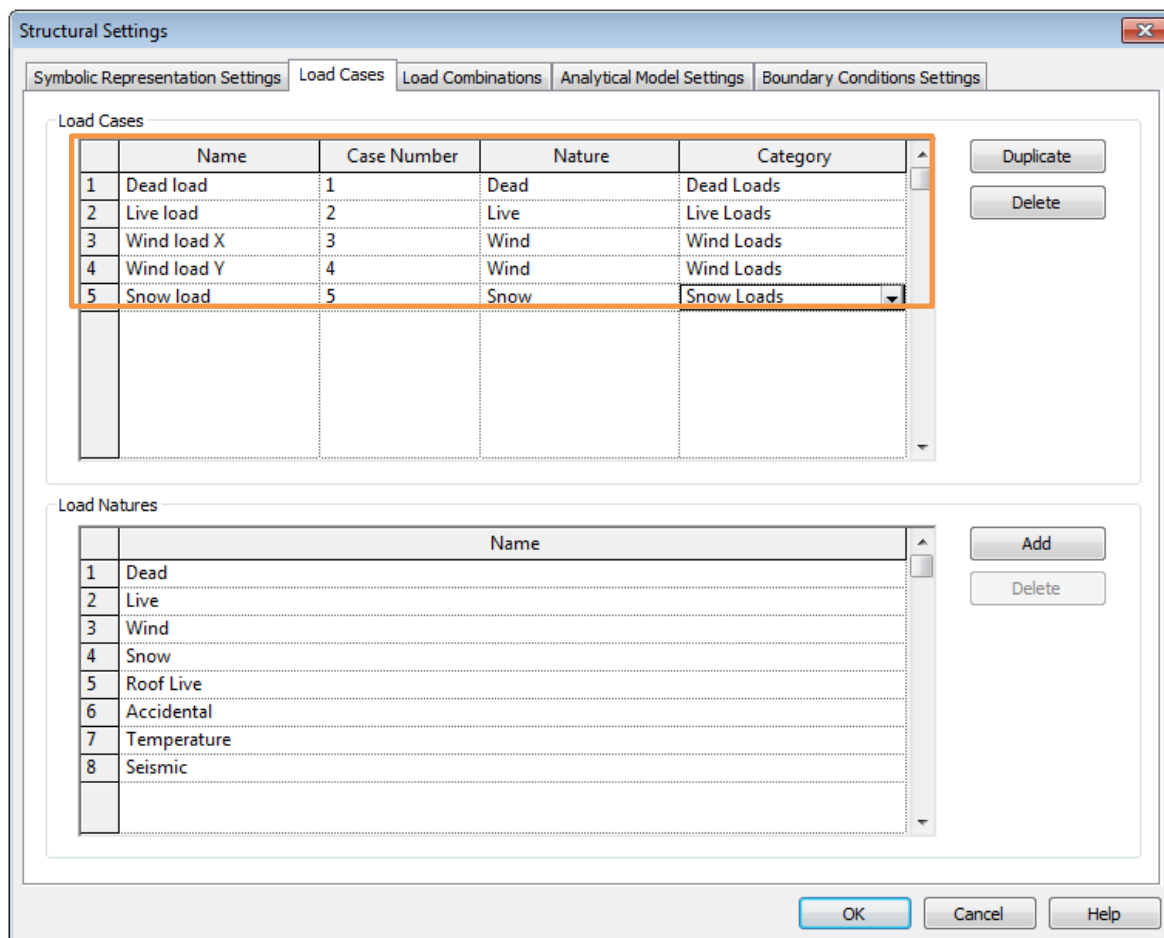 Structural Settings
Symbolic Representation Settings Load Cases Load Combinations Analytical Model Settings Boundary Conditions Settings
Load Cases
Name Case Number Nature Category
1 Dead load 1 Dead Dead Loads
2 Live load 2 Live Live Loads
3 Wind load X 3 Wind Wind Loads
4 Wind load Y 4 Wind Wind Loads
5 Snow load 5 Snow Snow Loads
Duplicate
Delete
Load Natures
Name
1 Dead
2 Live
3 Wind
4 Snow
5 Roof Live
6 Accidental
7 Temperature
8 Seismic
Add
Delete
OK Cancel Help